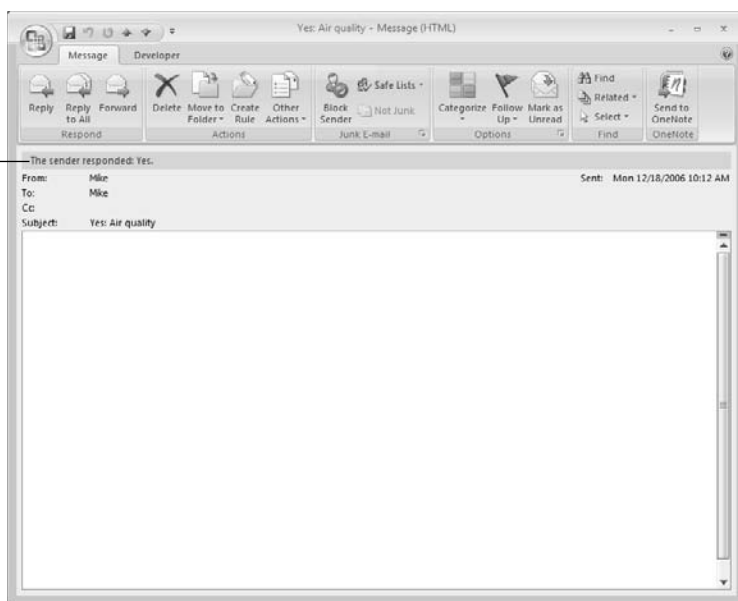 Yes: Air quality - Message (HTML)
Message Developer
Reply Reply to All Forward
Delete Move to Folder Create Rule Other Actions
Block Sender Safe Lists Not Junk
Categorize Follow Up Mark as Unread
Find Related Select
Send to OneNote
Respond Actions Junk E-mail Options Find OneNote
The sender responded: Yes.
From: Mike Sent: Mon 12/18/2006 10:12 AM
To: Mike
Cc:
Subject: Yes: Air quality